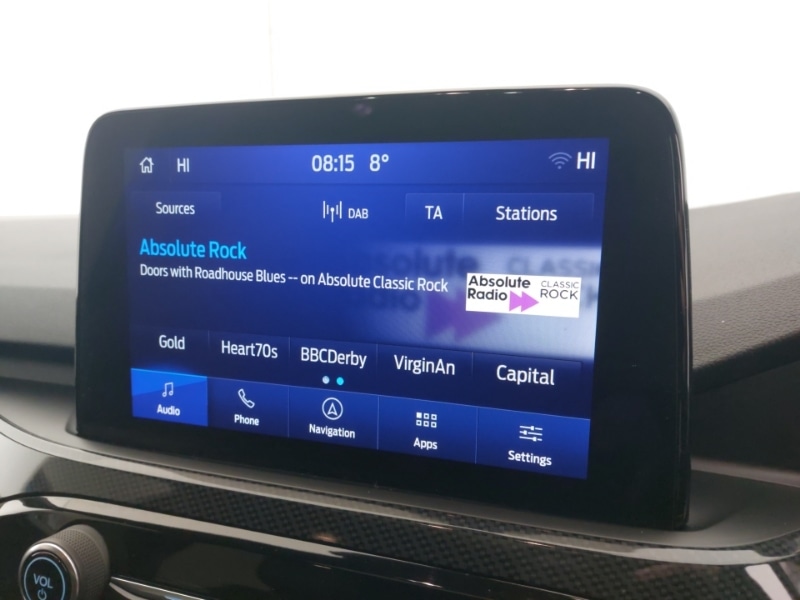 HI 08:15 8° HI
Sources DAB TA Stations
Absolute Rock
Doors with Roadhouse Blues -- on Absolute Classic Rock
Absolute Radio CLASSIC ROCK
Gold Heart70s BBCDerby VirginAn Capital
Audio Phone Navigation Apps Settings
VOL